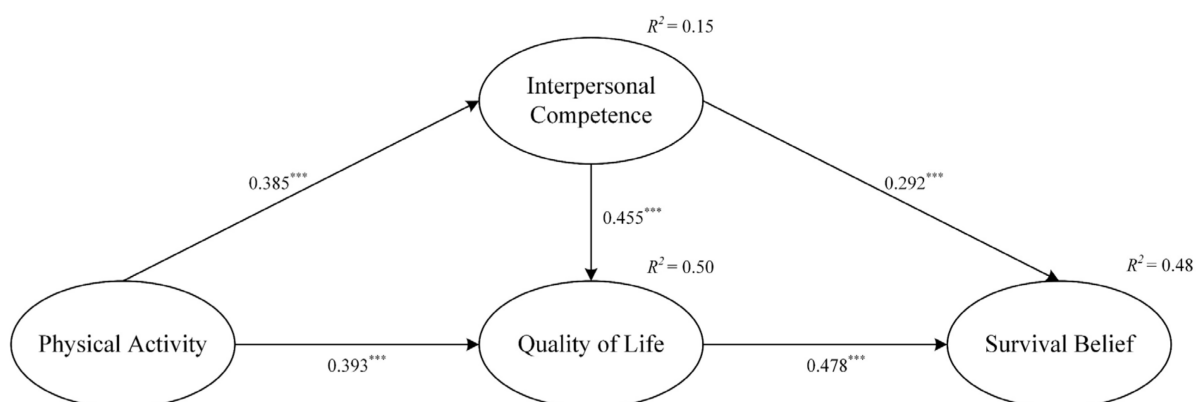 R² = 0.15
Interpersonal
Competence
0.385***
0.292***
0.455***
R² = 0.50
R² = 0.48
Physical Activity
Quality of Life
Survival Belief
0.393***
0.478***